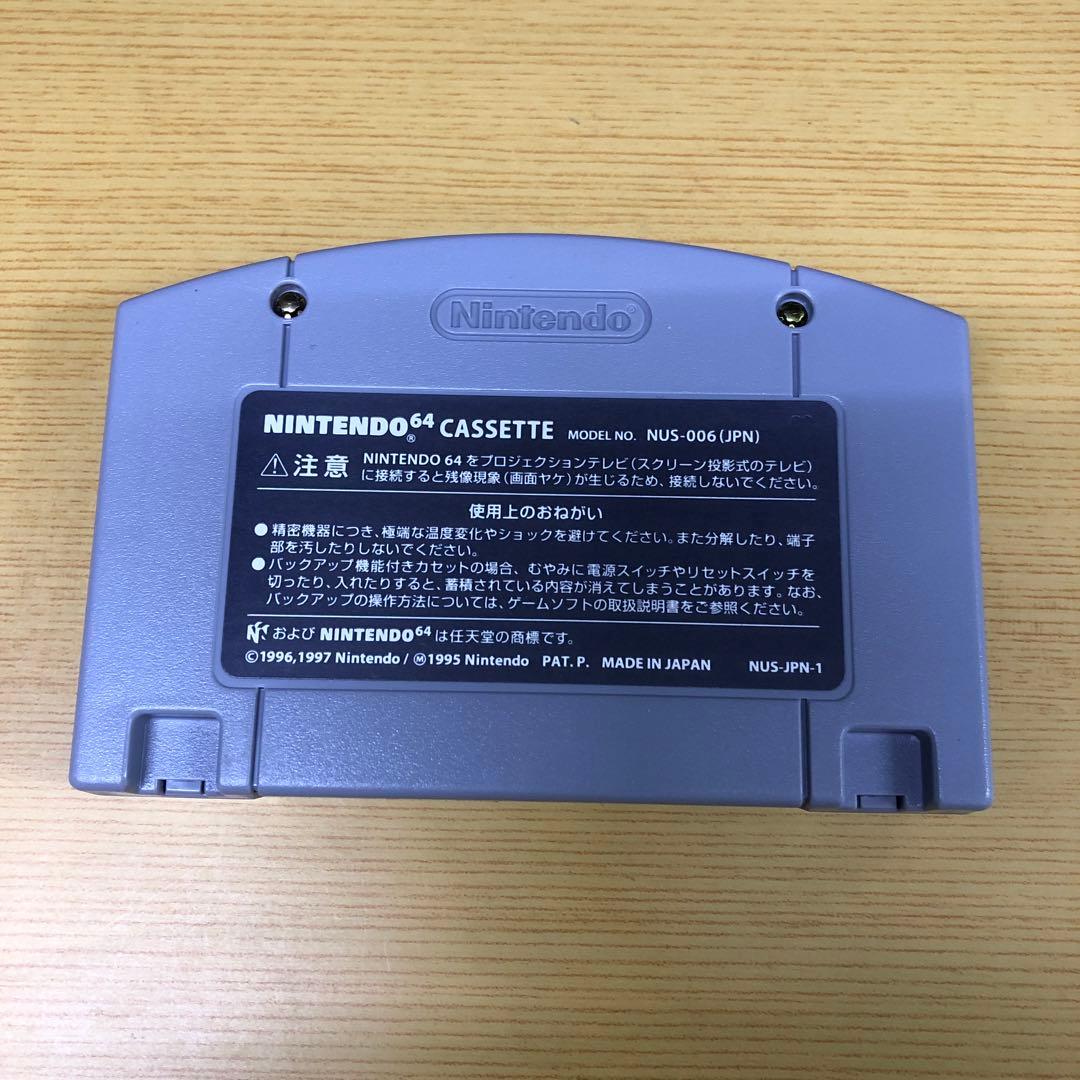 Nintendo
NINTENDO64® CASSETTE MODEL NO. NUS-006(JPN)
⚠注意 NINTENDO 64をプロジェクションテレビ(スクリーン投影式のテレビ)
に接続すると残像現象(画面ヤケ)が生じるため、接続しないでください。
使用上のおねがい
●精密機器につき、極端な温度変化やショックを避けてください。また分解したり、端子
部を汚したりしないでください。
●バックアップ機能付きカセットの場合、むやみに電源スイッチやリセットスイッチを
切ったり、入れたりすると、蓄積されている内容が消えてしまうことがあります。なお、
バックアップの操作方法については、ゲームソフトの取扱説明書をご参照ください。
および NINTENDO64 は任天堂の商標です。
©1996,1997 Nintendo / Ⓜ1995 Nintendo PAT. P. MADE IN JAPAN NUS-JPN-1